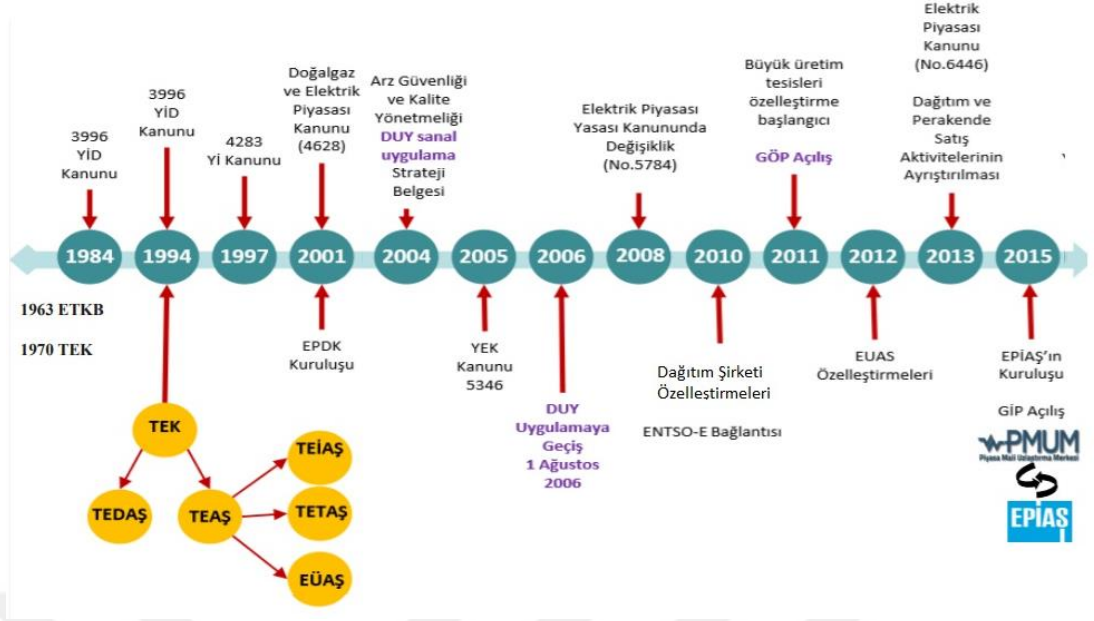 3996
YİD
Kanunu
3996
YİD
Kanunu
4283
Yİ Kanunu
Doğalgaz
ve Elektrik
Piyasası
Kanunu
(4628)
Arz Güvenliği
ve Kalite
Yönetmeliği
DUY sanal
uygulama
Strateji
Belgesi
Elektrik Piyasası
Yasası Kanununda
Değişiklik
(No.5784)
Büyük üretim
tesisleri
özelleştirme
başlangıcı
GÖP Açılış
Elektrik
Piyasası
Kanunu
(No.6446)
Dağıtım ve
Perakende
Satış
Aktivitelerinin
Ayrıştırılması
1984 1994 1997 2001 2004 2005 2006 2008 2010 2011 2012 2013 2015
1963 ETKB
1970 TEK
EPDK
Kuruluşu
YEK
Kanunu
5346
DUY
Uygulamaya
Geçiş
1 Ağustos
2006
Dağıtım Şirketi
Özelleştirmeleri
ENTSO-E Bağlantısı
EUAS
Özelleştirmeleri
EPİAŞ’ın
Kuruluşu
GİP Açılış
PMUM
Piyasa Mali Uzlaştırma Merkezi
EPİAŞ
TEK
TEDAŞ
TEAŞ
TEİAŞ
TETAŞ
EÜAŞ